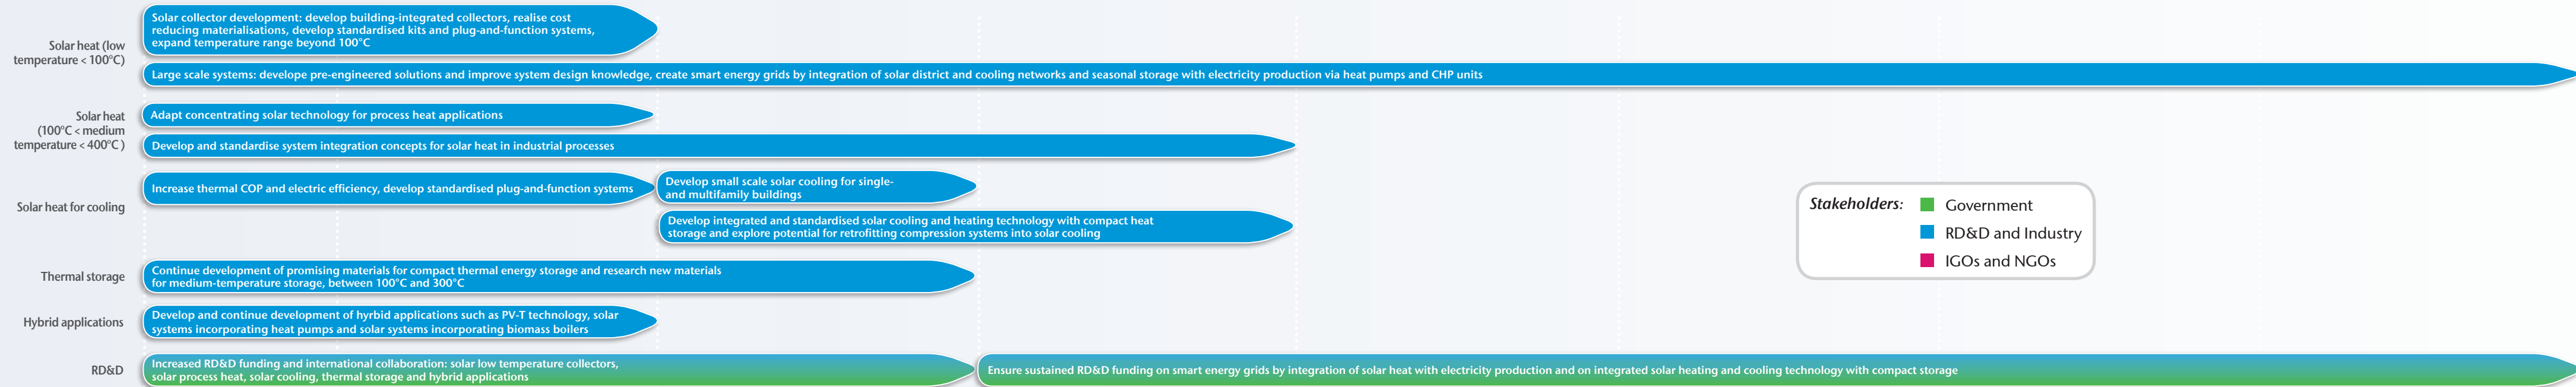 Solar heat (low
temperature < 100°C)
Solar collector development: develop building-integrated collectors, realise cost
reducing materialisations, develop standardised kits and plug-and-function systems,
expand temperature range beyond 100°C
Large scale systems: develope pre-engineered solutions and improve system design knowledge, create smart energy grids by integration of solar district and cooling networks and seasonal storage with electricity production via heat pumps and CHP units
Solar heat
(100°C < medium
temperature < 400°C )
Adapt concentrating solar technology for process heat applications
Develop and standardise system integration concepts for solar heat in industrial processes
Solar heat for cooling
Increase thermal COP and electric efficiency, develop standardised plug-and-function systems
Develop small scale solar cooling for single-
and multifamily buildings
Develop integrated and standardised solar cooling and heating technology with compact heat
storage and explore potential for retrofitting compression systems into solar cooling
Stakeholders:
Government
RD&D and Industry
IGOs and NGOs
Thermal storage
Continue development of promising materials for compact thermal energy storage and research new materials
for medium-temperature storage, between 100°C and 300°C
Hybrid applications
Develop and continue development of hyrbid applications such as PV-T technology, solar
systems incorporating heat pumps and solar systems incorporating biomass boilers
RD&D
Increased RD&D funding and international collaboration: solar low temperature collectors,
solar process heat, solar cooling, thermal storage and hybrid applications
Ensure sustained RD&D funding on smart energy grids by integration of solar heat with electricity production and on integrated solar heating and cooling technology with compact storage